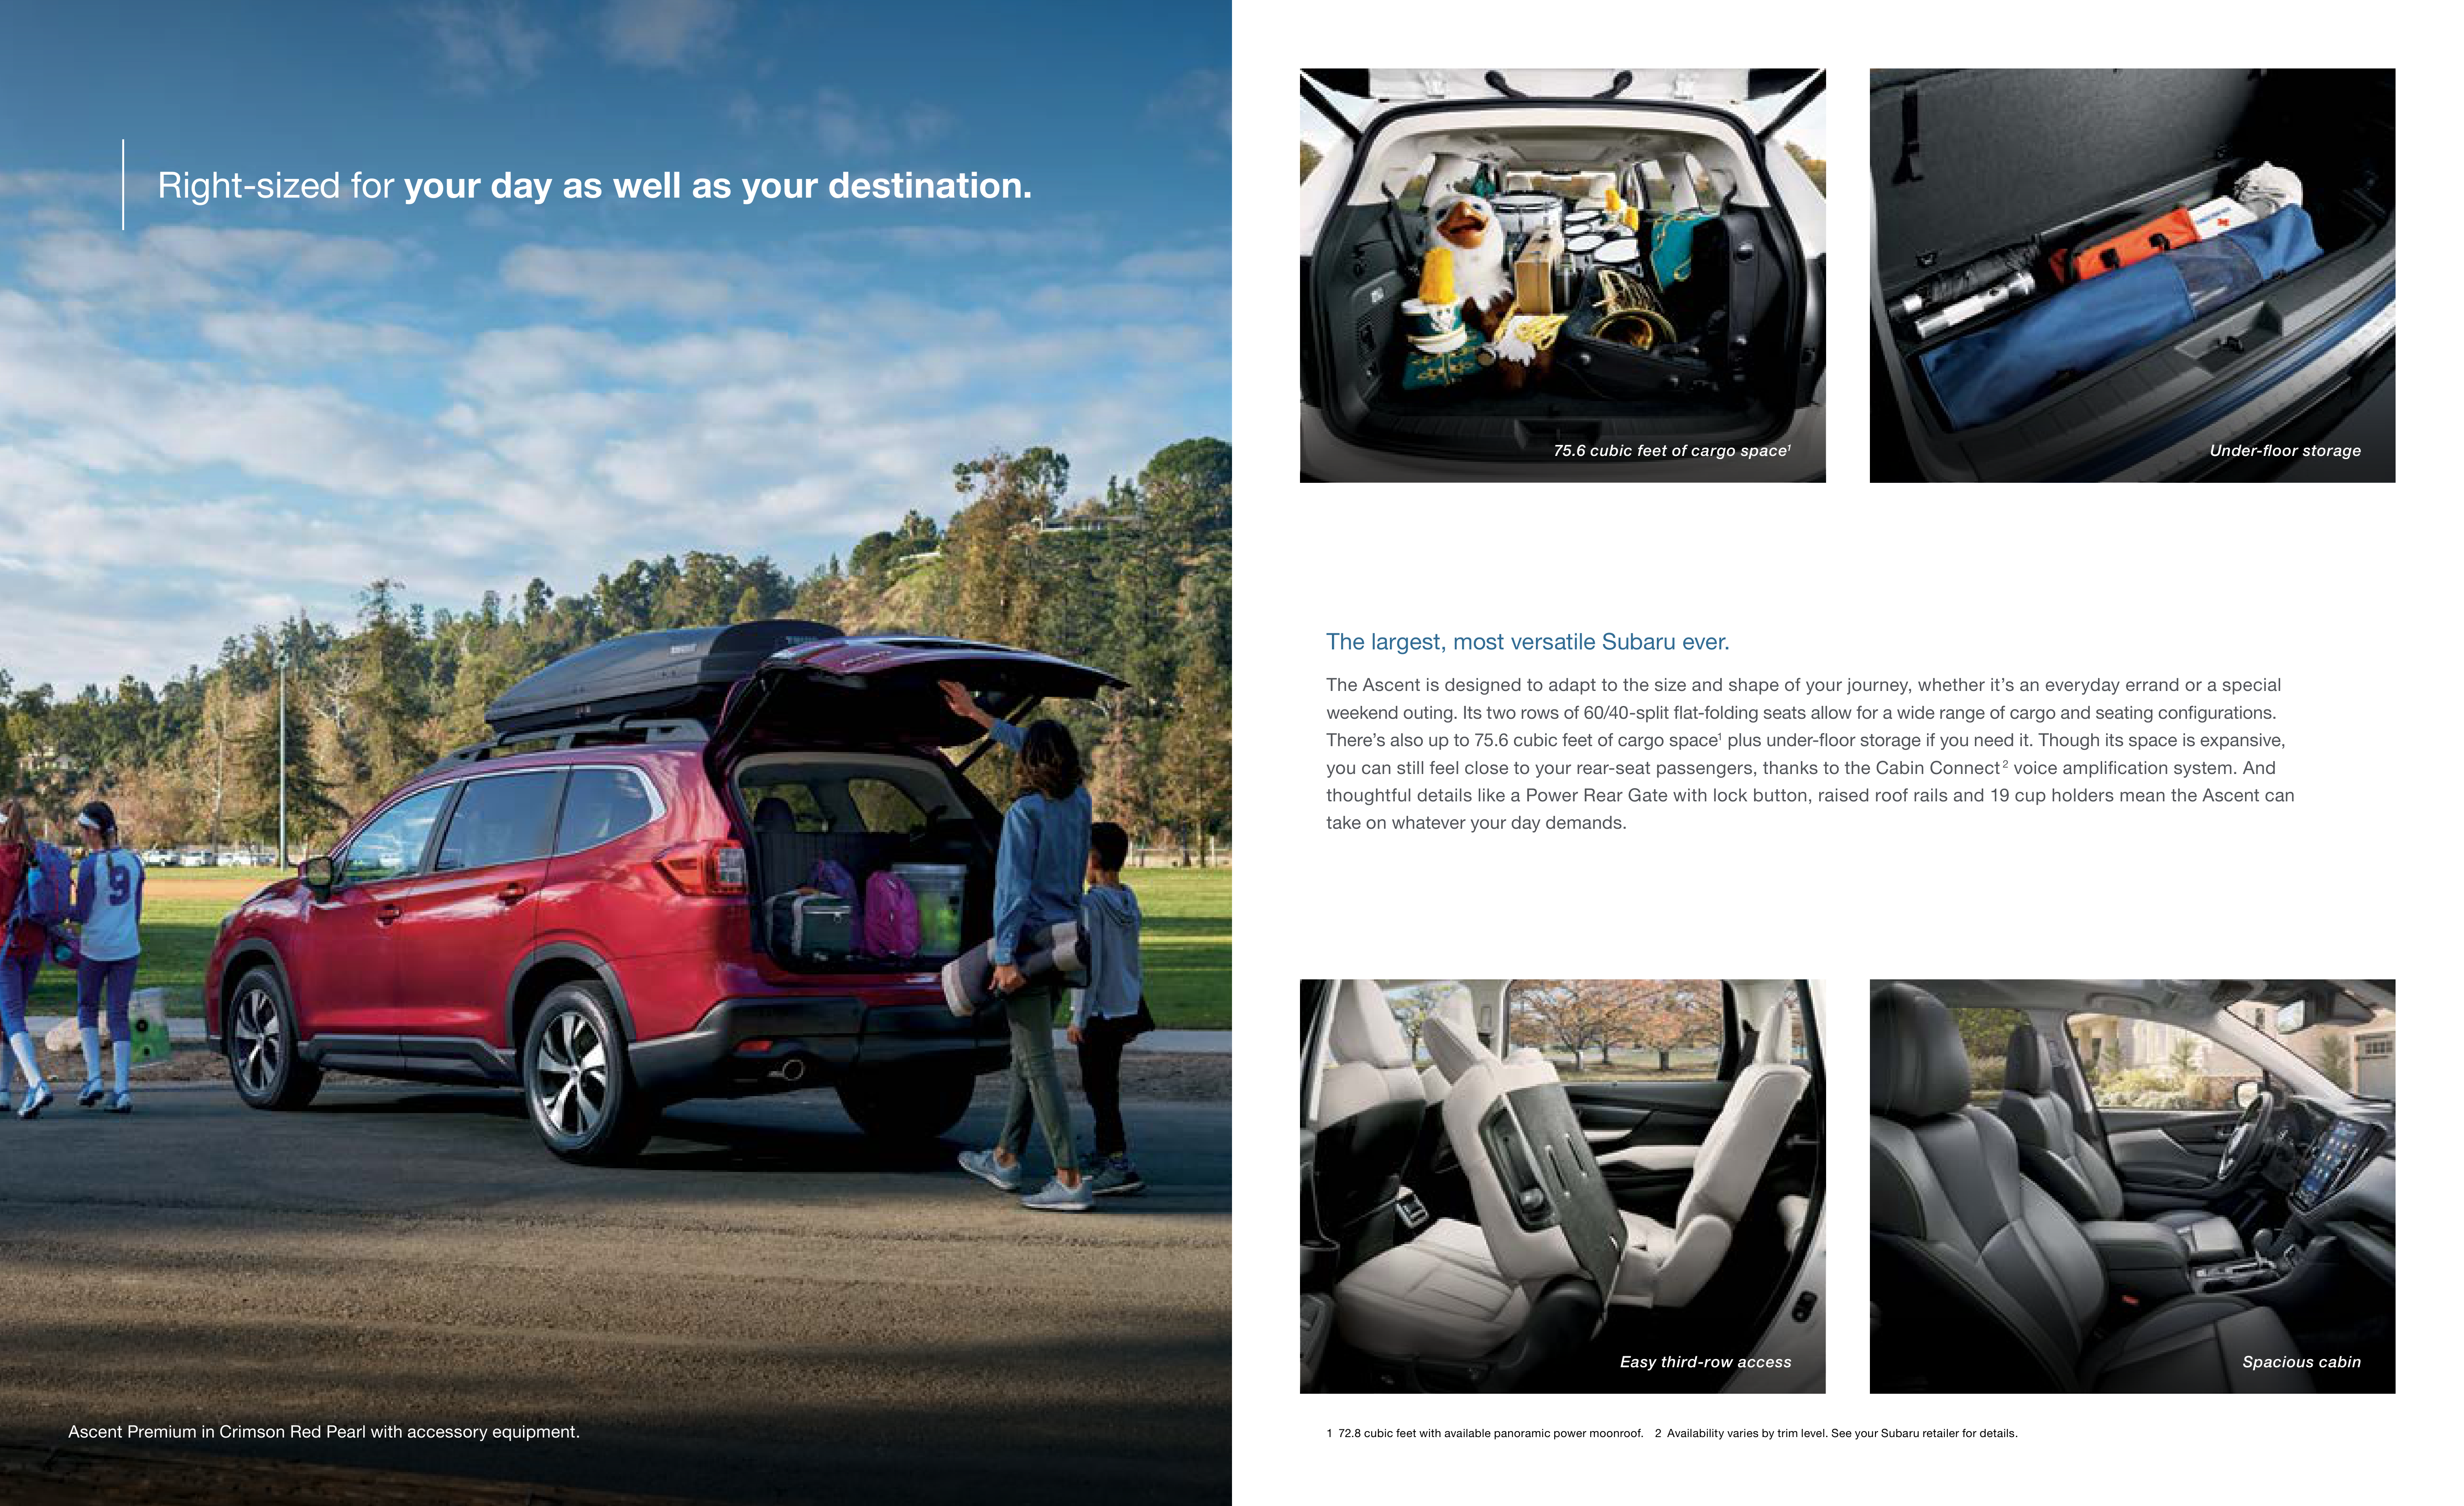 Right-sized for your day as well as your destination.
9
Ascent Premium in Crimson Red Pearl with accessory equipment.
75.6 cubic feet of cargo space¹
Under-floor storage
The largest, most versatile Subaru ever.
The Ascent is designed to adapt to the size and shape of your journey, whether it’s an everyday errand or a special
weekend outing. Its two rows of 60/40-split flat-folding seats allow for a wide range of cargo and seating configurations.
There’s also up to 75.6 cubic feet of cargo space¹ plus under-floor storage if you need it. Though its space is expansive,
you can still feel close to your rear-seat passengers, thanks to the Cabin Connect² voice amplification system. And
thoughtful details like a Power Rear Gate with lock button, raised roof rails and 19 cup holders mean the Ascent can
take on whatever your day demands.
Easy third-row access
Spacious cabin
1 72.8 cubic feet with available panoramic power moonroof. 2 Availability varies by trim level. See your Subaru retailer for details.